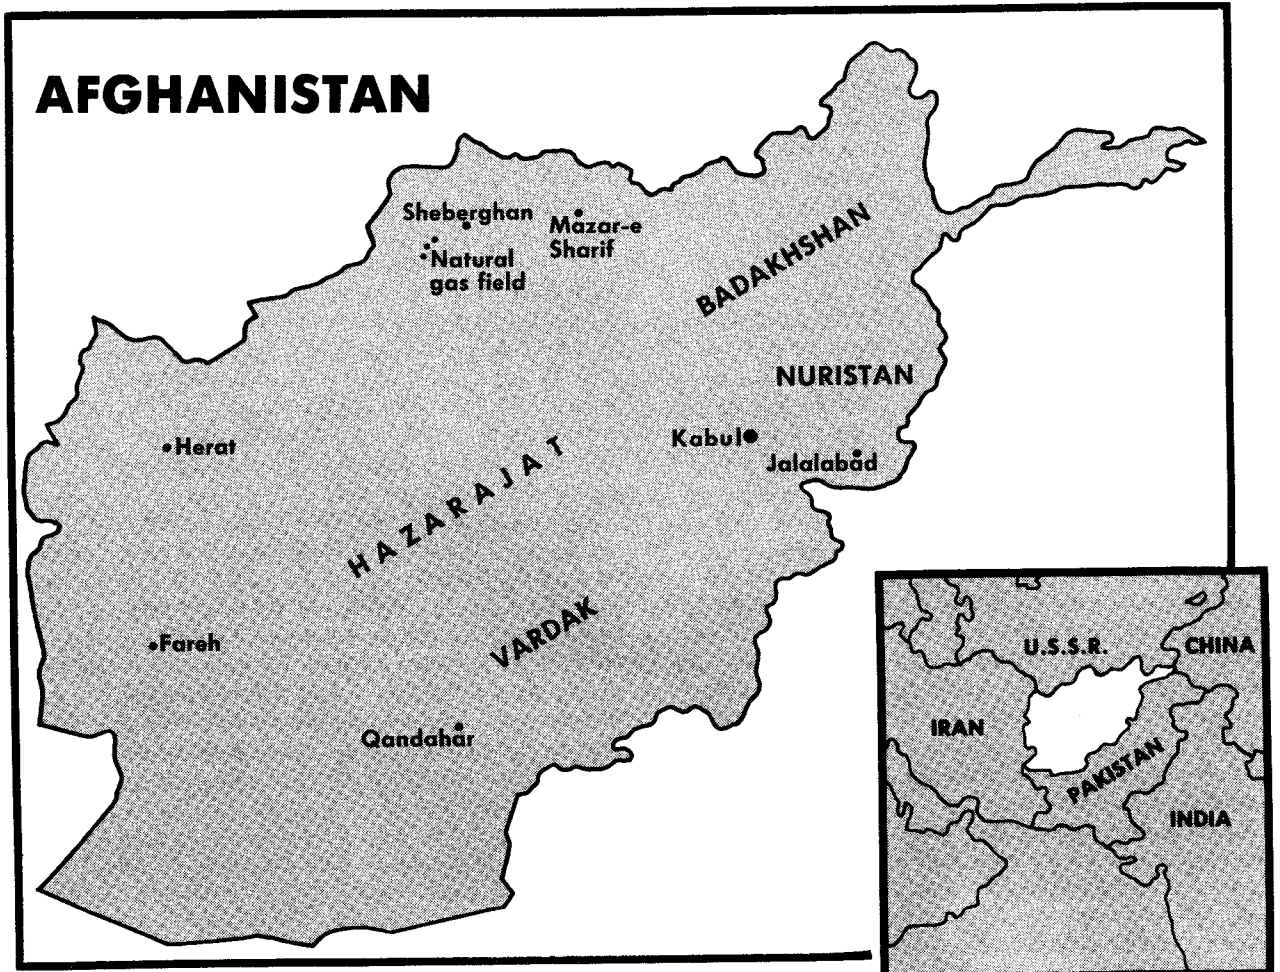 AFGHANISTAN
Sheberghan
Mazar-e
Sharif
Natural
gas field
BADAKHSHAN
NURISTAN
Herat
Kabul
Jalalabad
HAZARAJAT
VARDAK
Fareh
Qandahar
U.S.S.R.
CHINA
IRAN
PAKISTAN
INDIA